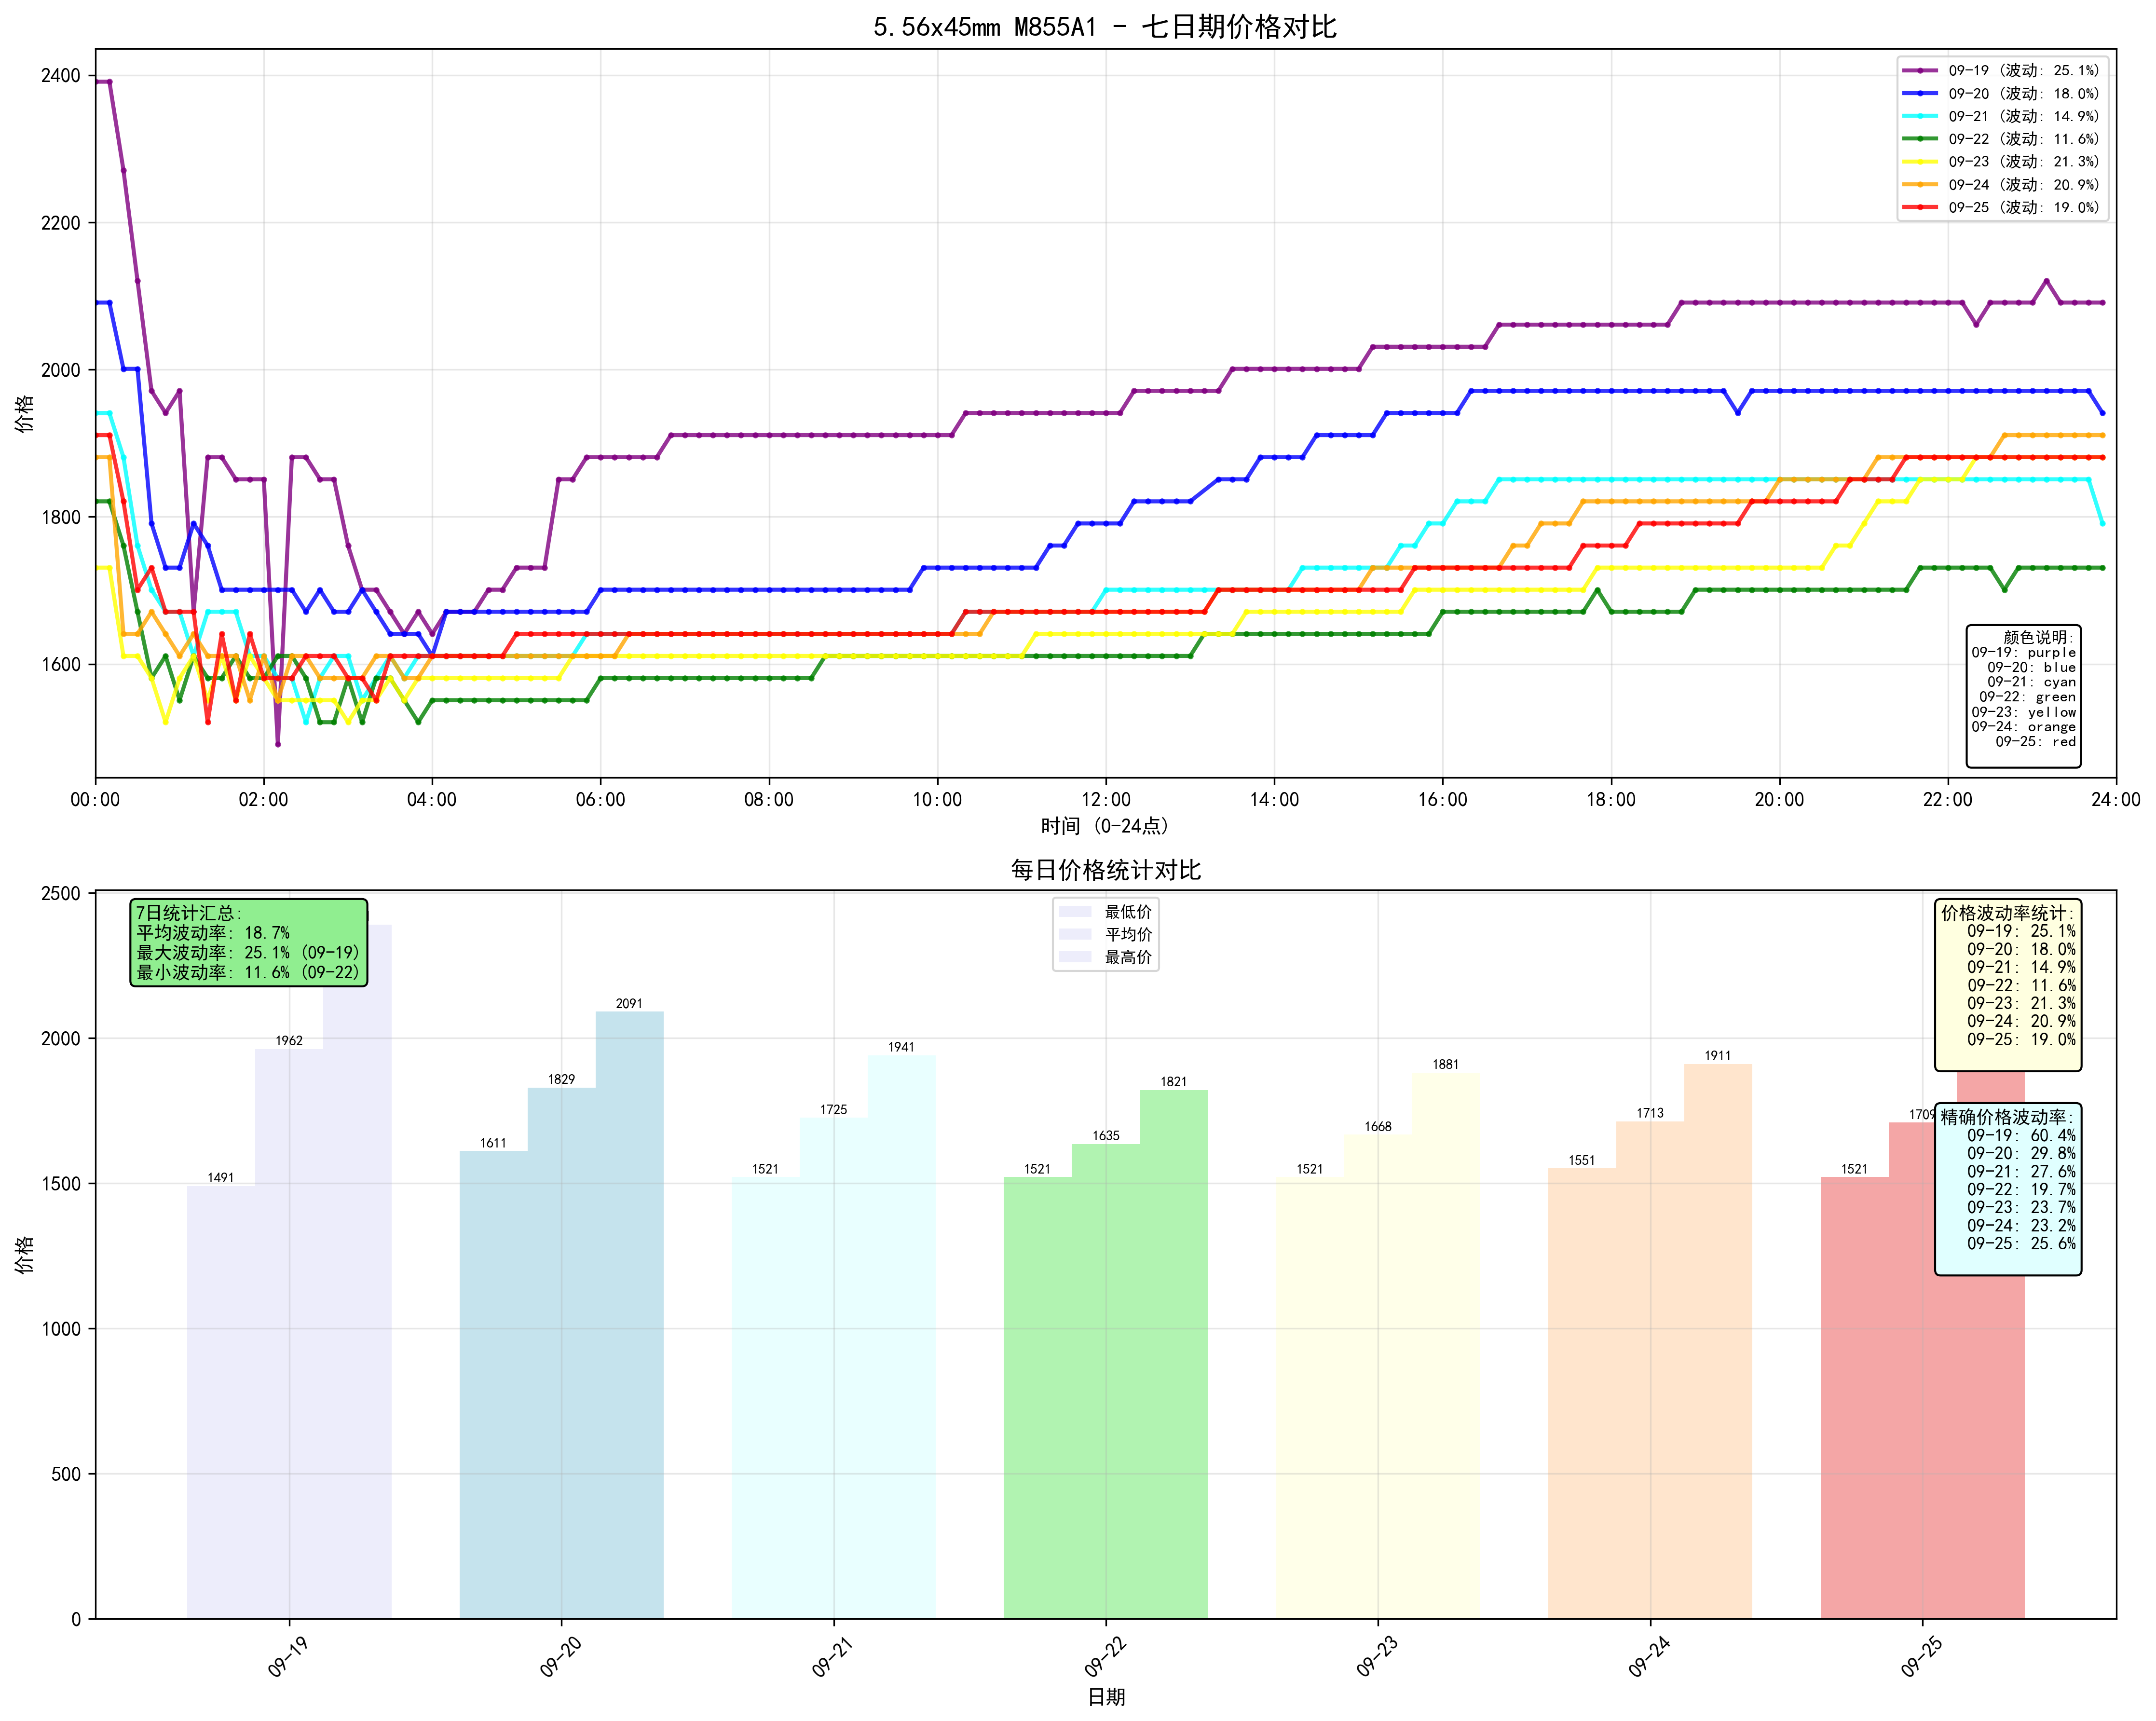 5.56x45mm M855A1 - 七日期价格对比
价格
2400
2200
2000
1800
1600
09-19 (波动: 25.1%)
09-20 (波动: 18.0%)
09-21 (波动: 14.9%)
09-22 (波动: 11.6%)
09-23 (波动: 21.3%)
09-24 (波动: 20.9%)
09-25 (波动: 19.0%)
颜色说明:
09-19: purple
09-20: blue
09-21: cyan
09-22: green
09-23: yellow
09-24: orange
09-25: red
00:00 02:00 04:00 06:00 08:00 10:00 12:00 14:00 16:00 18:00 20:00 22:00 24:00
时间 (0-24点)
每日价格统计对比
价格
2500
2000
1500
1000
500
0
7日统计汇总:
平均波动率: 18.7%
最大波动率: 25.1% (09-19)
最小波动率: 11.6% (09-22)
最低价
平均价
最高价
价格波动率统计:
09-19: 25.1%
09-20: 18.0%
09-21: 14.9%
09-22: 11.6%
09-23: 21.3%
09-24: 20.9%
09-25: 19.0%
精确价格波动率:
09-19: 60.4%
09-20: 29.8%
09-21: 27.6%
09-22: 19.7%
09-23: 23.7%
09-24: 23.2%
09-25: 25.6%
1491 1962
1611 1829 2091
1521 1725 1941
1521 1635 1821
1521 1668 1881
1551 1713 1911
1521 1709
09-19 09-20 09-21 09-22 09-23 09-24 09-25
日期